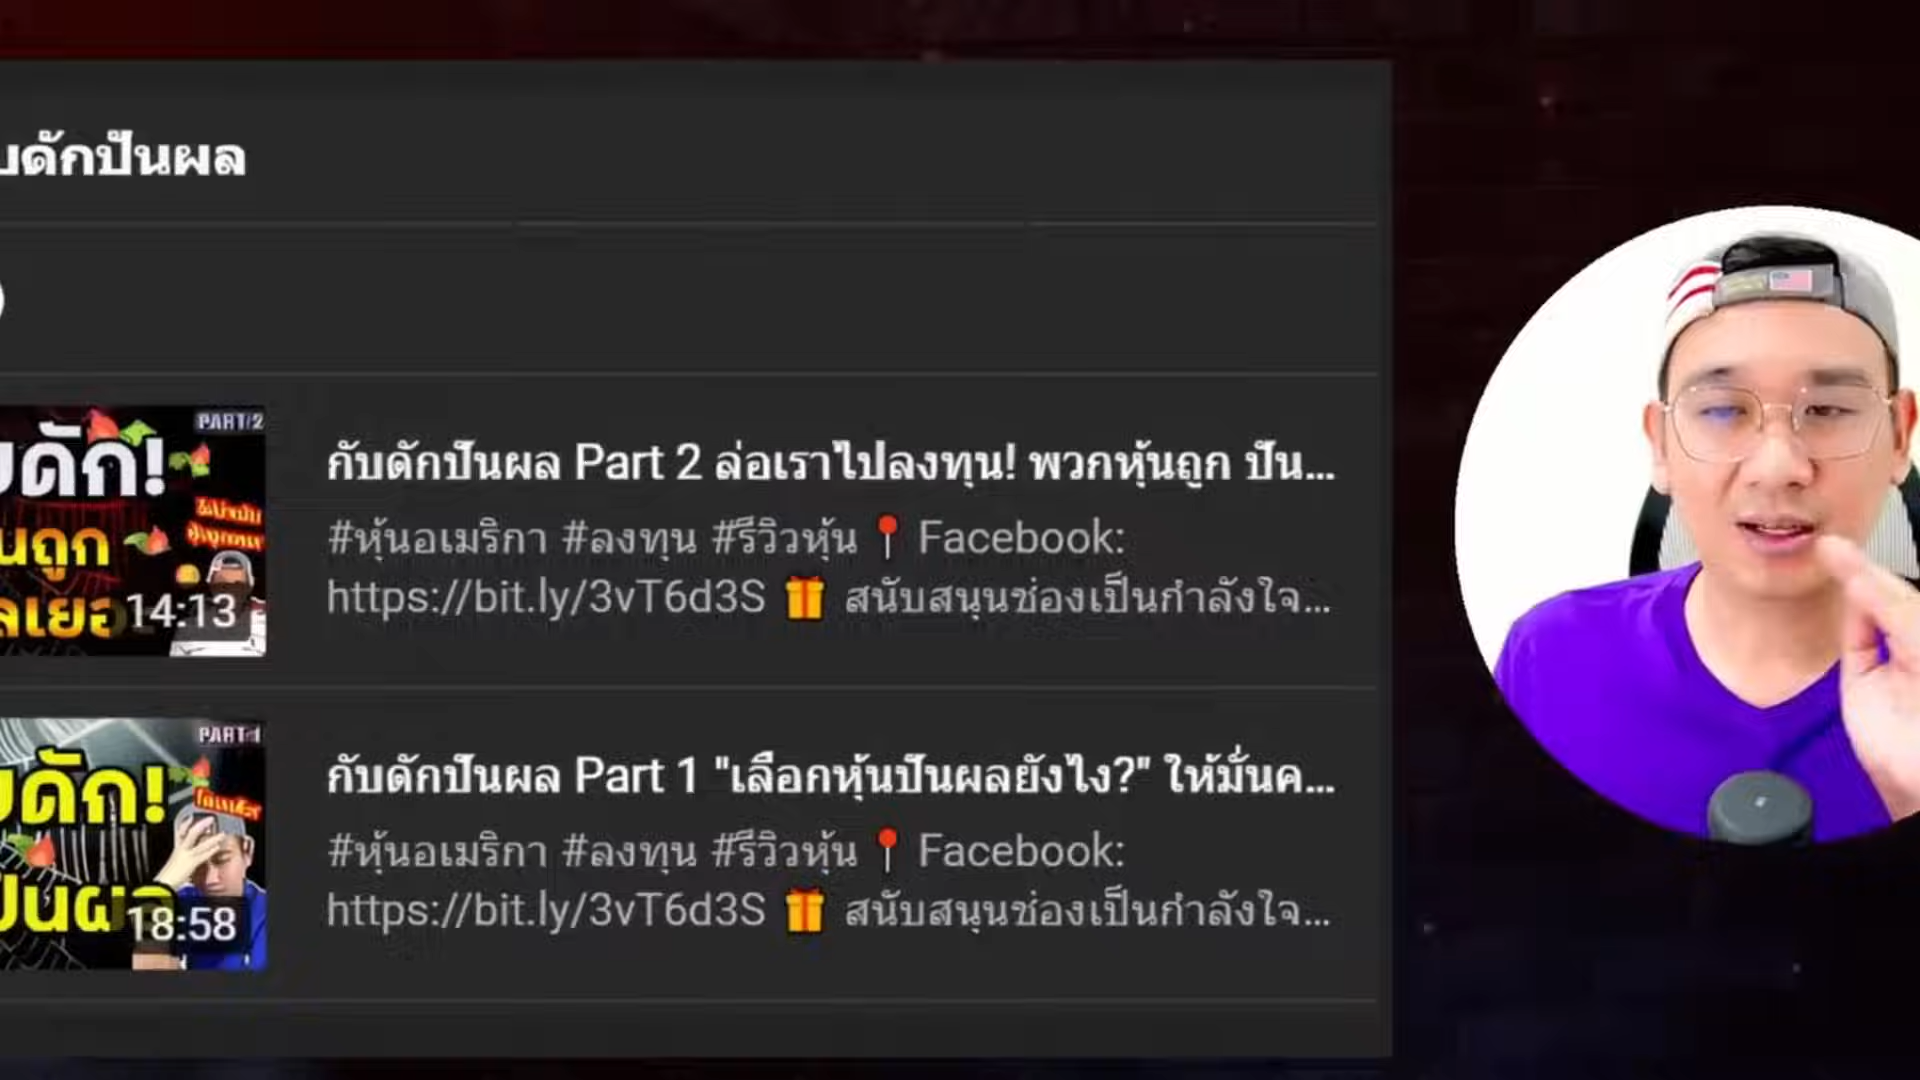 บดักปันผล
PART/2
บดัก!
นถูก
ลเยอะ
14:13
กับดักปันผล Part 2 ล่อเราไปลงทุน! พวกหุ้นถูก ปัน...
#หุ้นอเมริกา #ลงทุน #รีวิวหุ้น📍 Facebook:
https://bit.ly/3vT6d3S 🎁 สนับสนุนช่องเป็นกำลังใจ...
PART 1
บดัก!
ปันผล
18:58
กับดักปันผล Part 1 "เลือกหุ้นปันผลยังไง?" ให้มั่นค...
#หุ้นอเมริกา #ลงทุน #รีวิวหุ้น📍 Facebook:
https://bit.ly/3vT6d3S 🎁 สนับสนุนช่องเป็นกำลังใจ...